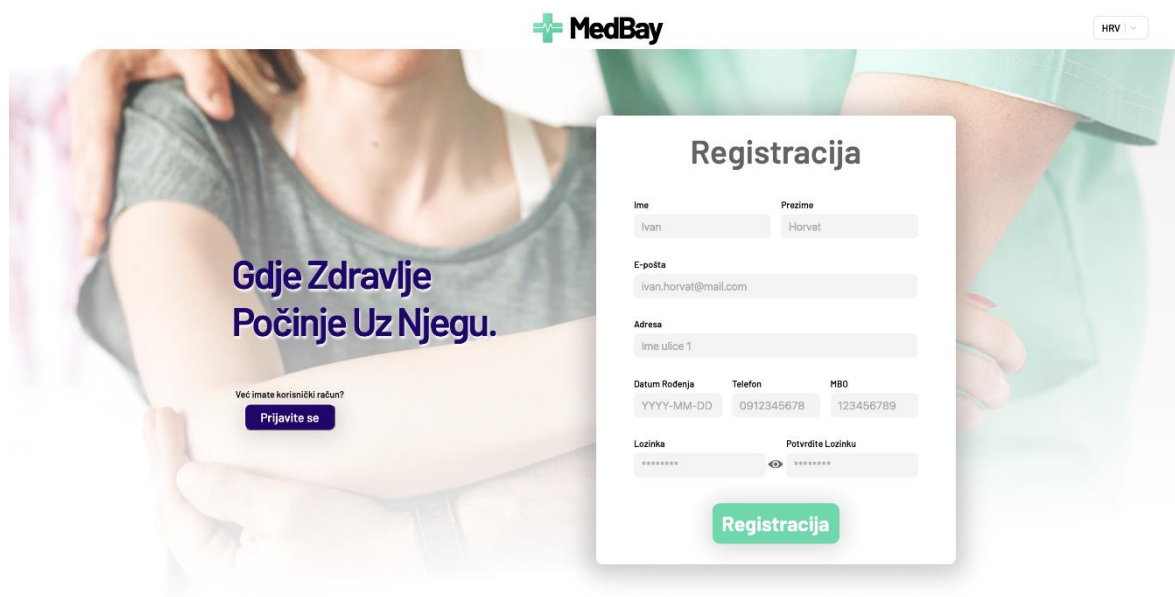 MedBay
HRV
Registracija
Ime
Prezime
Ivan
Horvat
E-pošta
ivan.horvat@mail.com
Adresa
Ime ulice 1
Datum Rođenja
Telefon
MBO
YYYY-MM-DD
0912345678
123456789
Lozinka
Potvrdite Lozinku
********
********
Registracija
Gdje Zdravlje
Počinje Uz Njegu.
Već imate korisnički račun?
Prijavite se